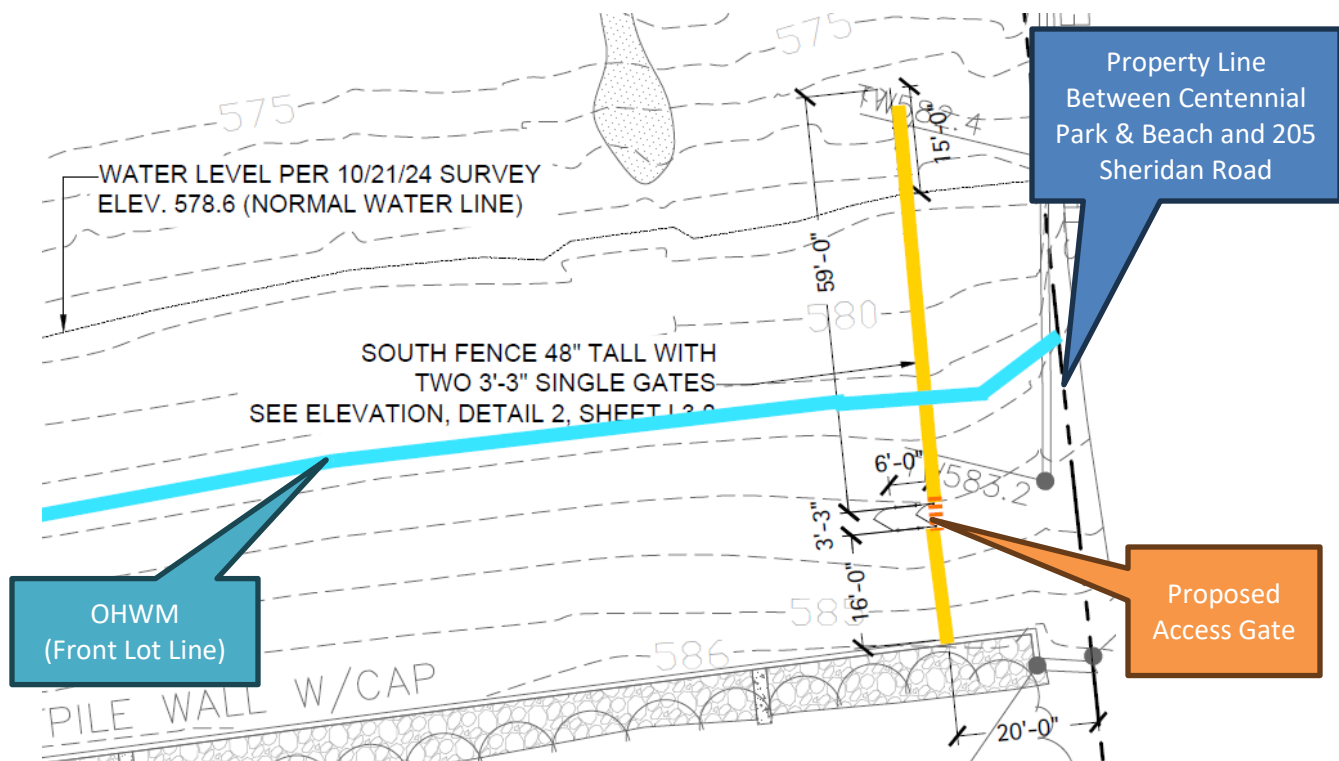 575
575
TW582.4
15'-0"
Property Line
Between Centennial
Park & Beach and 205
Sheridan Road
WATER LEVEL PER 10/21/24 SURVEY
ELEV. 578.6 (NORMAL WATER LINE)
59'-0"
580
SOUTH FENCE 48" TALL WITH
TWO 3'-3" SINGLE GATES
SEE ELEVATION, DETAIL 2, SHEET
6'-0"
583.2
3'-3"
16'-0"
OHWM
(Front Lot Line)
Proposed
Access Gate
585
586
PILE WALL W/CAP
20'-0"